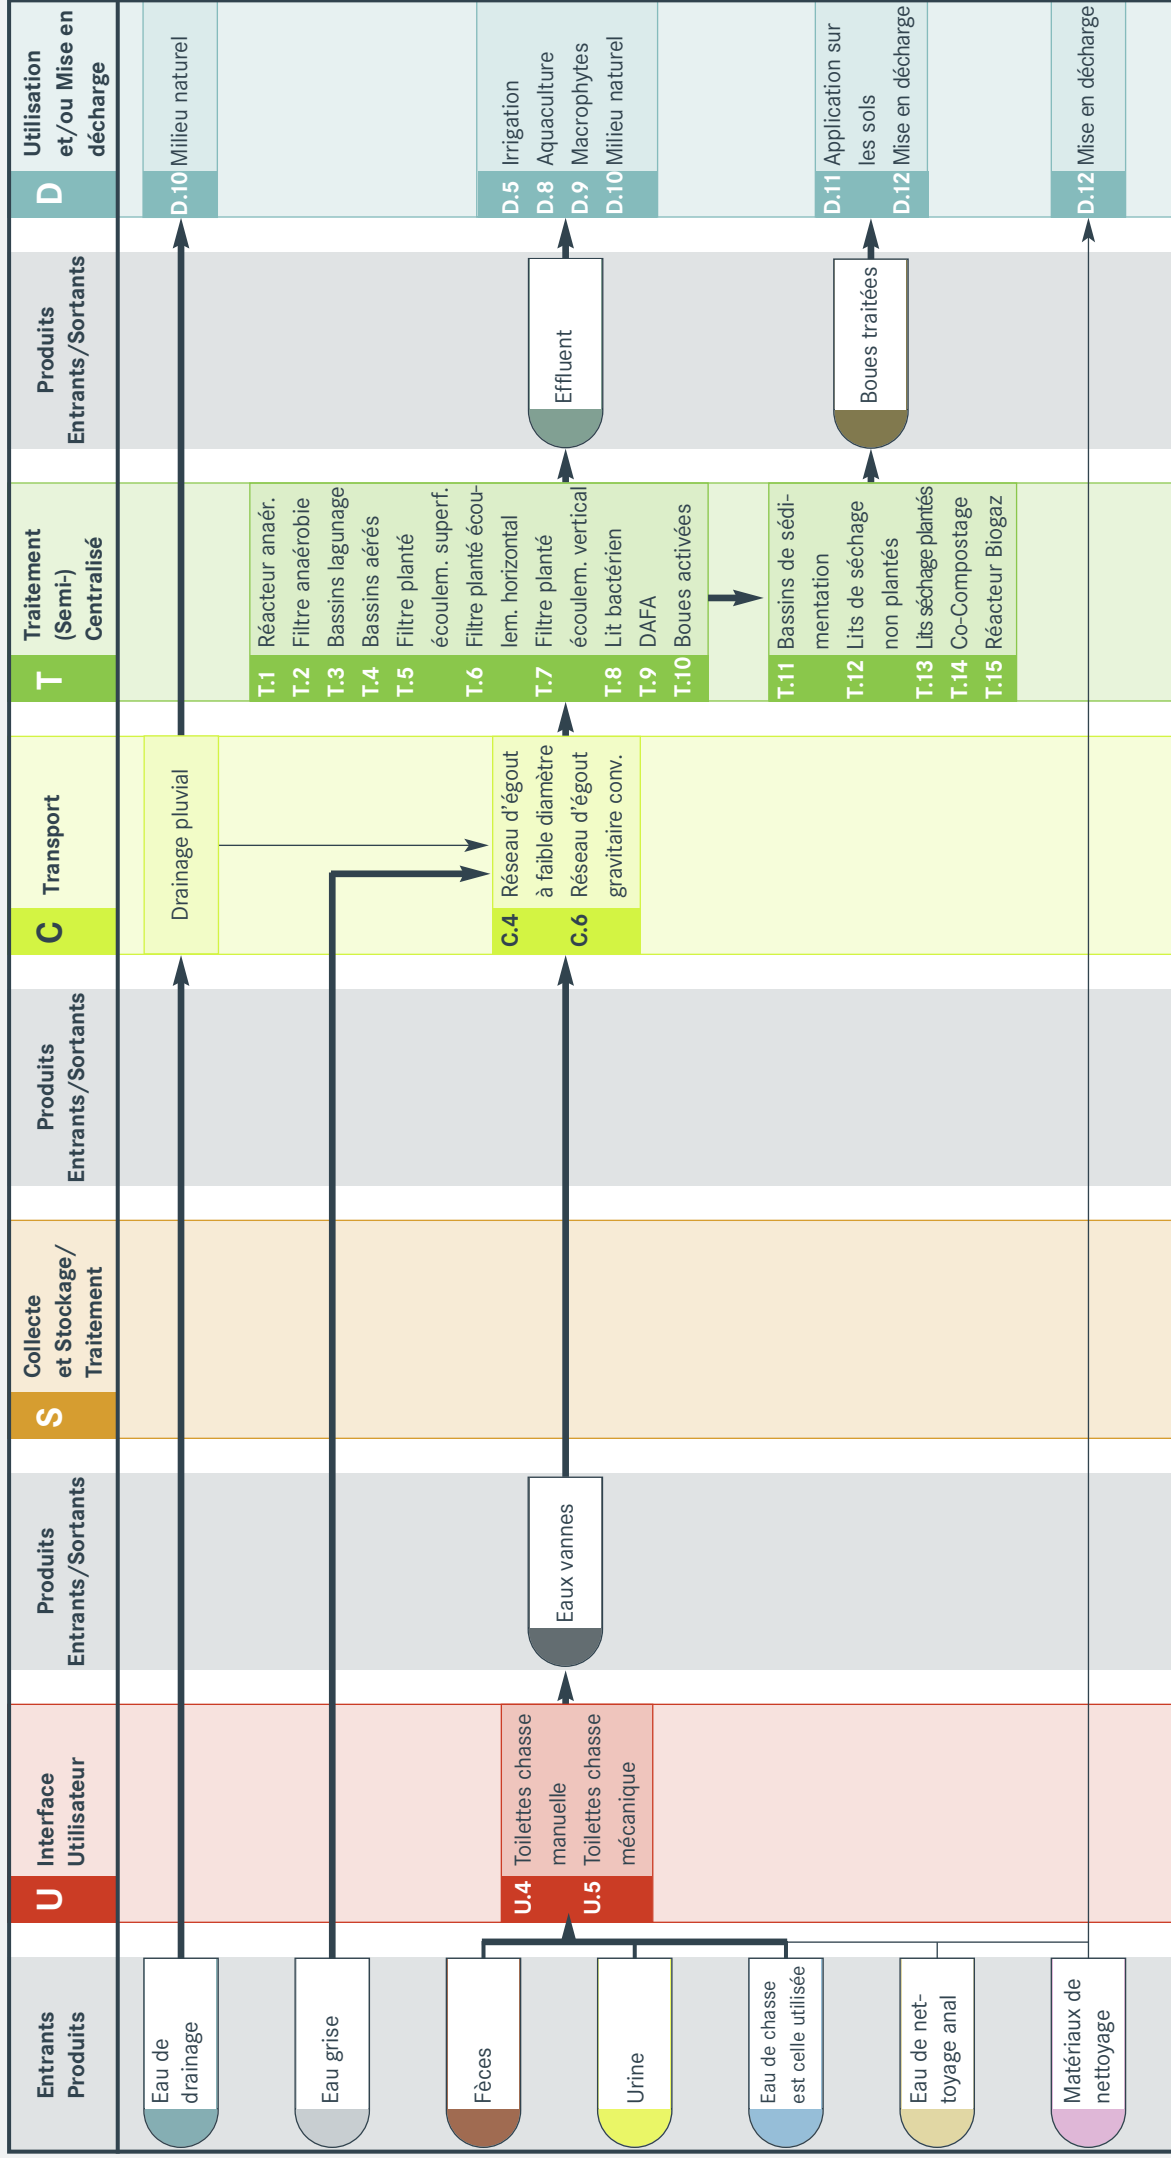 Entrants
Produits
U
Interface
Utilisateur
Produits
Entrants/Sortants
S
Collecte
et Stockage/
Traitement
Produits
Entrants/Sortants
C
Transport
T
Traitement
(Semi-)
Centralisé
Produits
Entrants/Sortants
D
Utilisation
et/ou Mise en
décharge
Eau de
drainage
Eau grise
Fèces
Urine
Eau de chasse
est celle utilisée
Eau de net-
toyage anal
Matériaux de
nettoyage
U.4 Toilettes chasse
manuelle
U.5 Toilettes chasse
mécanique
Eaux vannes
Drainage pluvial
C.4 Réseau d'égout
à faible diamètre
C.6 Réseau d'égout
gravitaire conv.
T.1 Réacteur anaér.
T.2 Filtre anaérobie
T.3 Bassins lagunage
T.4 Bassins aérés
T.5 Filtre planté
écoulem. superf.
T.6 Filtre planté écou-
lem. horizontal
T.7 Filtre planté
écoulem. vertical
T.8 Lit bactérien
T.9 DAFA
T.10 Boues activées
T.11 Bassins de sédi-
mentation
T.12 Lits de séchage
non plantés
T.13 Lits séchage plantés
T.14 Co-Compostage
T.15 Réacteur Biogaz
Effluent
Boues traitées
D.10 Milieu naturel
D.5 Irrigation
D.8 Aquaculture
D.9 Macrophytes
D.10 Milieu naturel
D.11 Application sur
les sols
D.12 Mise en décharge
D.12 Mise en décharge